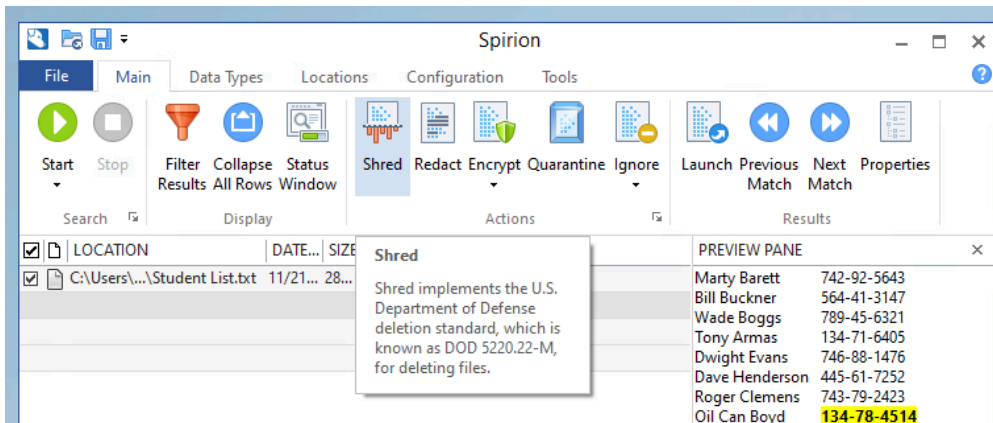 Spirion
File Main Data Types Locations Configuration Tools
Start Stop Filter Results Collapse All Rows Status Window Shred Redact Encrypt Quarantine Ignore Launch Previous Match Next Match Properties
Search Display Actions Results
LOCATION DATE... SIZE PREVIEW PANE
C:\Users\...\Student List.txt 11/21... 28...
Shred
Shred implements the U.S.
Department of Defense
deletion standard, which is
known as DOD 5220.22-M,
for deleting files.
Marty Barett 742-92-5643
Bill Buckner 564-41-3147
Wade Boggs 789-45-6321
Tony Armas 134-71-6405
Dwight Evans 746-88-1476
Dave Henderson 445-61-7252
Roger Clemens 743-79-2423
Oil Can Boyd 134-78-4514